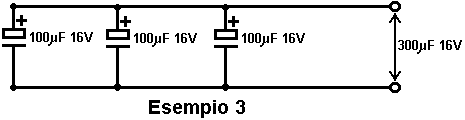 + + +
100µF 16V 100µF 16V 100µF 16V 300µF 16V
Esempio 3